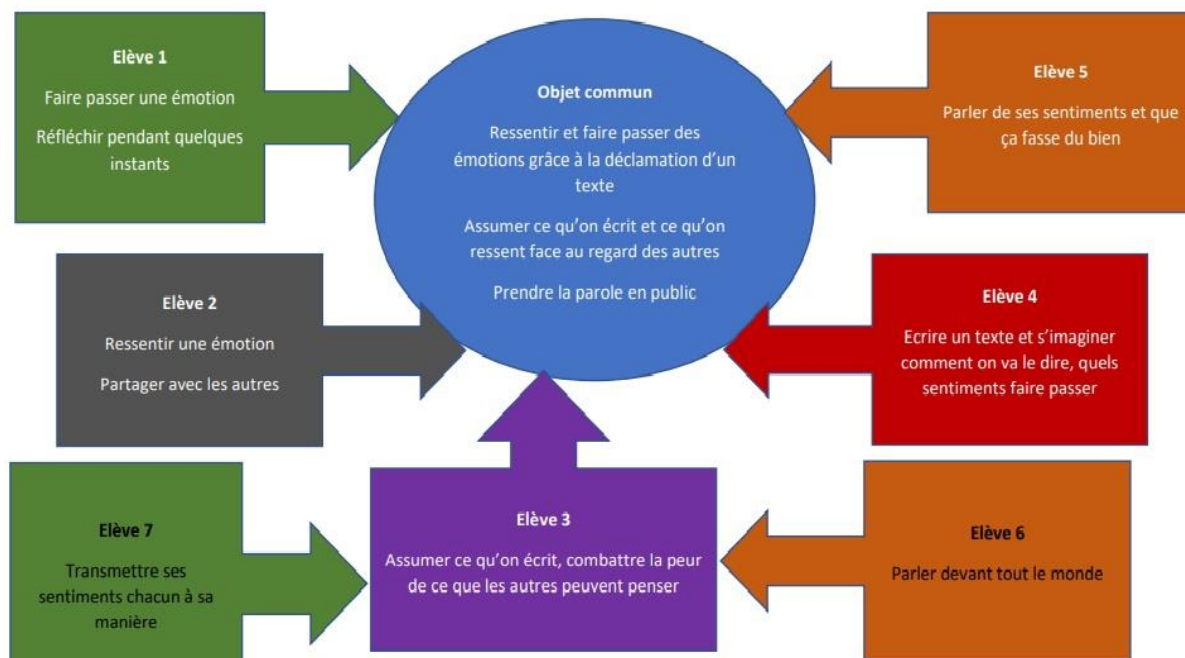 Elève 1
Faire passer une émotion
Réfléchir pendant quelques
instants
Objet commun
Ressentir et faire passer des
émotions grâce à la déclamation d’un
texte
Assumer ce qu’on écrit et ce qu’on
ressent face au regard des autres
Prendre la parole en public
Elève 5
Parler de ses sentiments et que
ça fasse du bien
Elève 2
Ressentir une émotion
Partager avec les autres
Elève 4
Ecrire un texte et s’imaginer
comment on va le dire, quels
sentiments faire passer
Elève 7
Transmettre ses
sentiments chacun à sa
manière
Elève 3
Assumer ce qu’on écrit, combattre la peur
de ce que les autres peuvent penser
Elève 6
Parler devant tout le monde